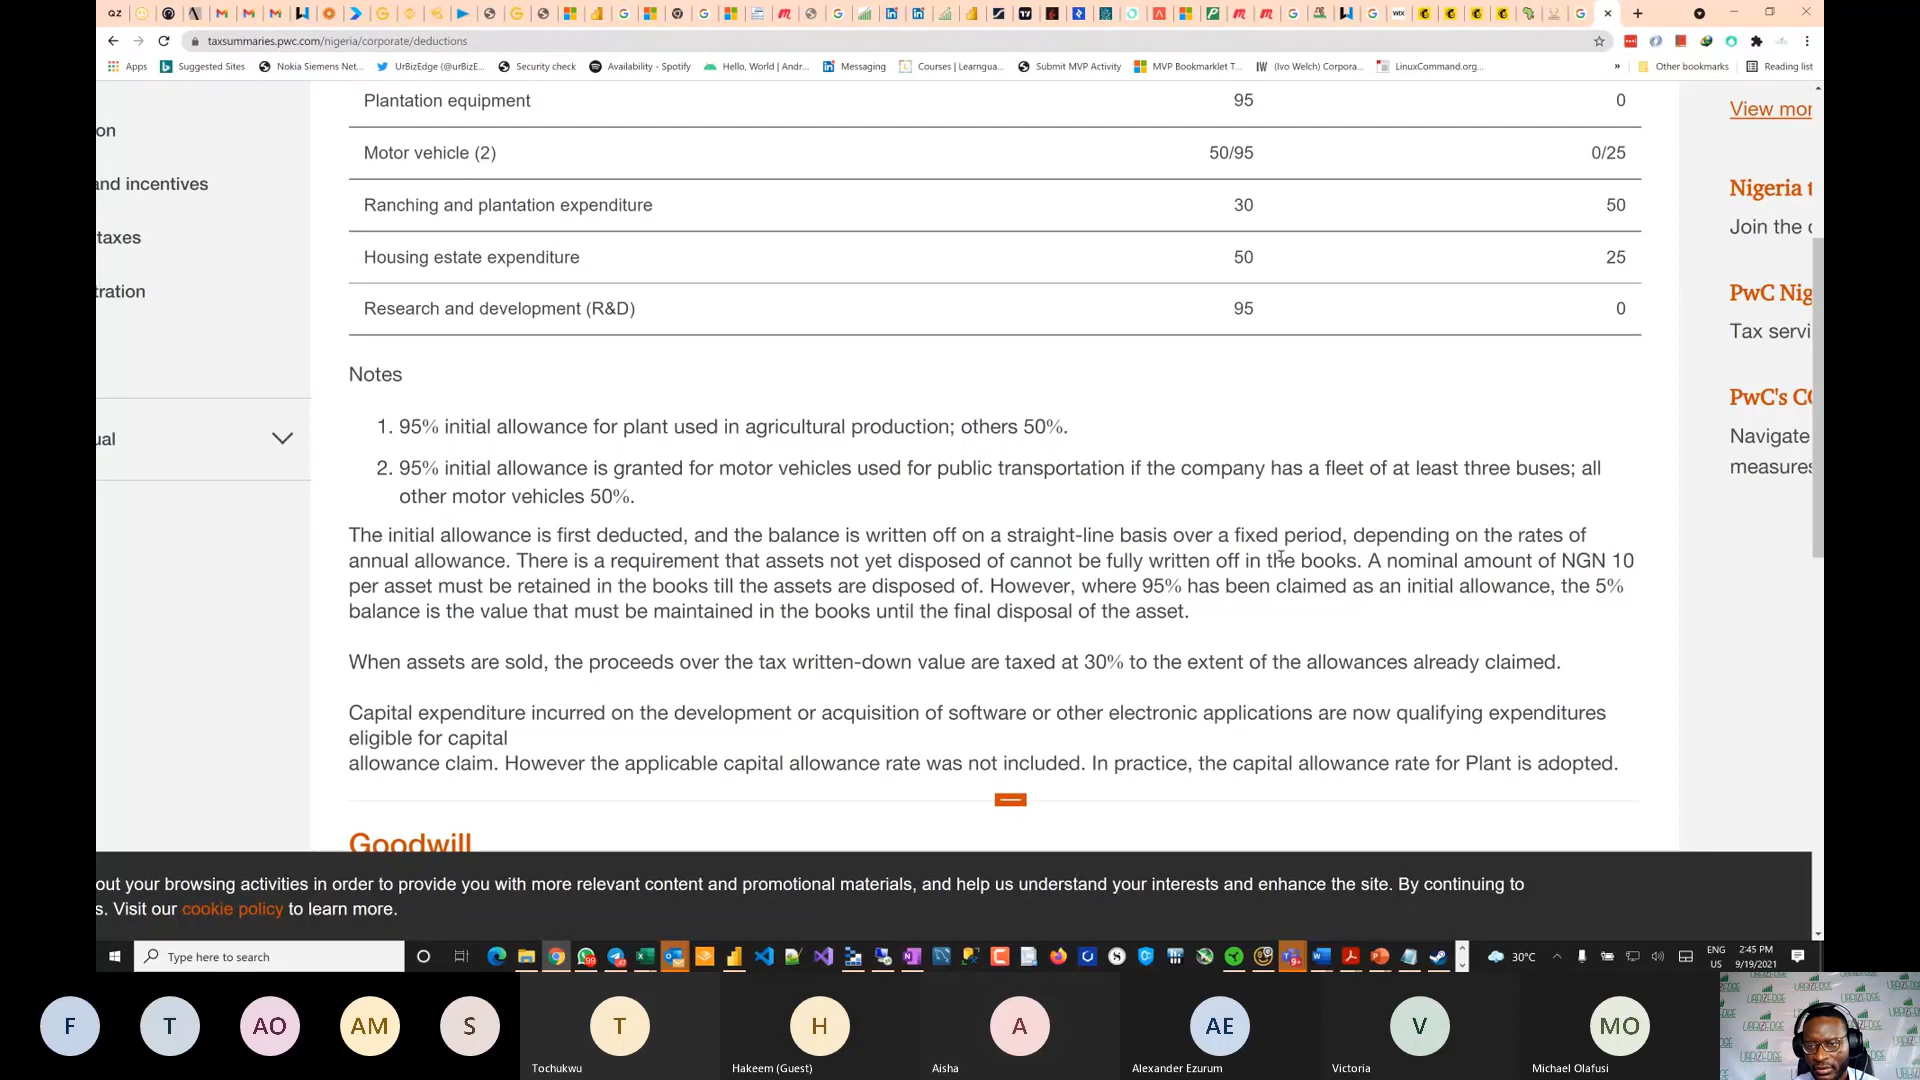 QZ
taxsummaries.pwc.com/nigeria/corporate/deductions
Apps
Suggested Sites
Nokia Siemens Net...
UrBizEdge (@urBizE...
Security check
Availability - Spotify
Hello, World | Andr...
Messaging
Courses | Learngua...
Submit MVP Activity
MVP Bookmarklet T...
(Ivo Welch) Corpora...
LinuxCommand.org...
»
Other bookmarks
Reading list
on
and incentives
taxes
tration
ual
Plantation equipment 95 0
Motor vehicle (2) 50/95 0/25
Ranching and plantation expenditure 30 50
Housing estate expenditure 50 25
Research and development (R&D) 95 0
Notes
1. 95% initial allowance for plant used in agricultural production; others 50%.
2. 95% initial allowance is granted for motor vehicles used for public transportation if the company has a fleet of at least three buses; all
other motor vehicles 50%.
The initial allowance is first deducted, and the balance is written off on a straight-line basis over a fixed period, depending on the rates of
annual allowance. There is a requirement that assets not yet disposed of cannot be fully written off in the books. A nominal amount of NGN 10
per asset must be retained in the books till the assets are disposed of. However, where 95% has been claimed as an initial allowance, the 5%
balance is the value that must be maintained in the books until the final disposal of the asset.
When assets are sold, the proceeds over the tax written-down value are taxed at 30% to the extent of the allowances already claimed.
Capital expenditure incurred on the development or acquisition of software or other electronic applications are now qualifying expenditures
eligible for capital
allowance claim. However the applicable capital allowance rate was not included. In practice, the capital allowance rate for Plant is adopted.
Goodwill
View mor
Nigeria t
Join the c
PwC Nig
Tax servi
PwC's CO
Navigate
measures
out your browsing activities in order to provide you with more relevant content and promotional materials, and help us understand your interests and enhance the site. By continuing to
s. Visit our cookie policy to learn more.
Type here to search
30°C
ENG
US
2:45 PM
9/19/2021
F
T
AO
AM
S
T
Tochukwu
H
Hakeem (Guest)
A
Aisha
AE
Alexander Ezurum
V
Victoria
MO
Michael Olafusi
URBIZEDGE